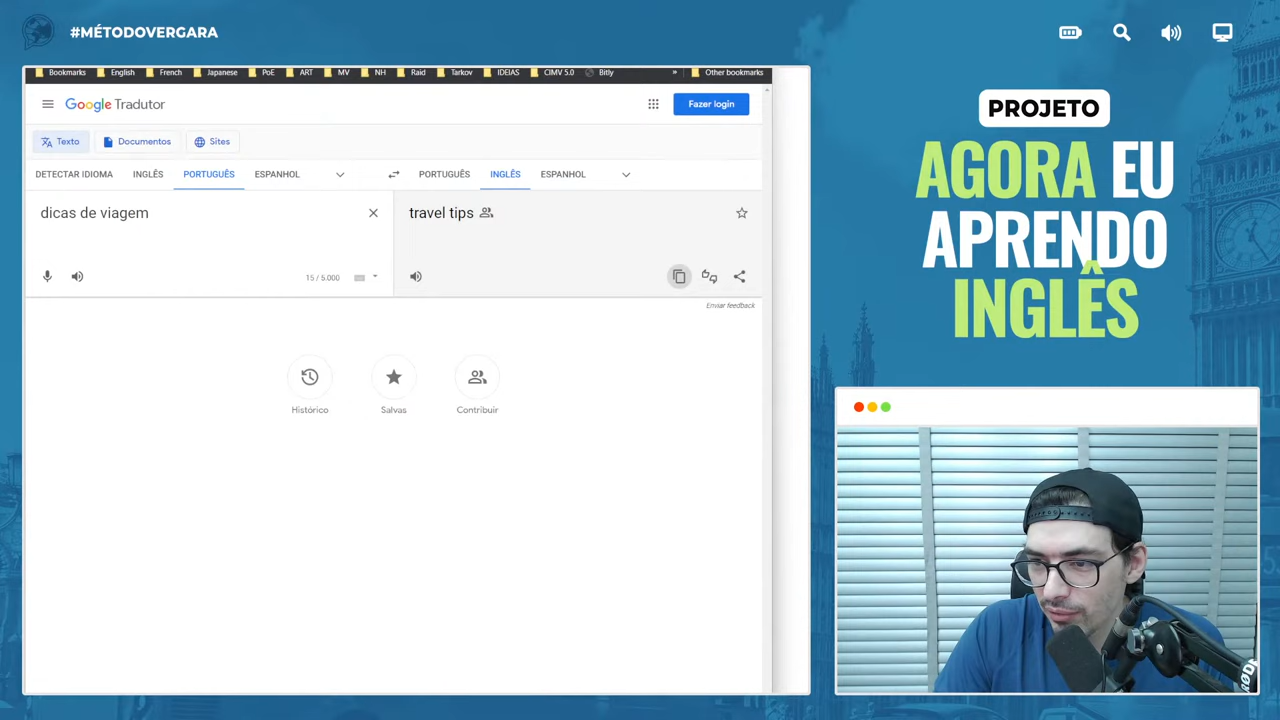 #MÉTODOVERGARA
Bookmarks English French Japanese PoE ART MV NH Raid Tarkov IDEIAS CIMV 5.0 Bitly » Other bookmarks
Google Tradutor
Fazer login
Texto Documentos Sites
DETECTAR IDIOMA INGLÊS PORTUGUÊS ESPANHOL
PORTUGUÊS INGLÊS ESPANHOL
dicas de viagem
travel tips
15 / 5.000
Enviar feedback
Histórico Salvas Contribuir
PROJETO
AGORA EU
APRENDO
INGLÊS